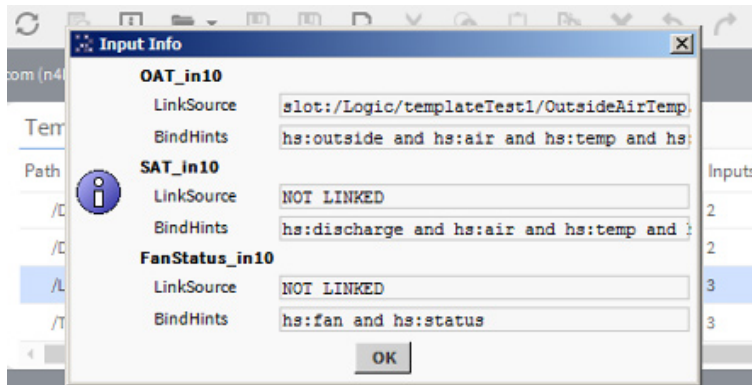 Input Info
com (n4
OAT_in10
LinkSource slot:/Logic/templateTest1/OutsideAirTemp.
BindHints hs:outside and hs:air and hs:temp and hs:
Tem
SAT_in10
Path
Inputs
LinkSource NOT LINKED
/D 2
BindHints hs:discharge and hs:air and hs:temp and
/D 2
FanStatus_in10
/L LinkSource NOT LINKED 3
/T BindHints hs:fan and hs:status 3
OK